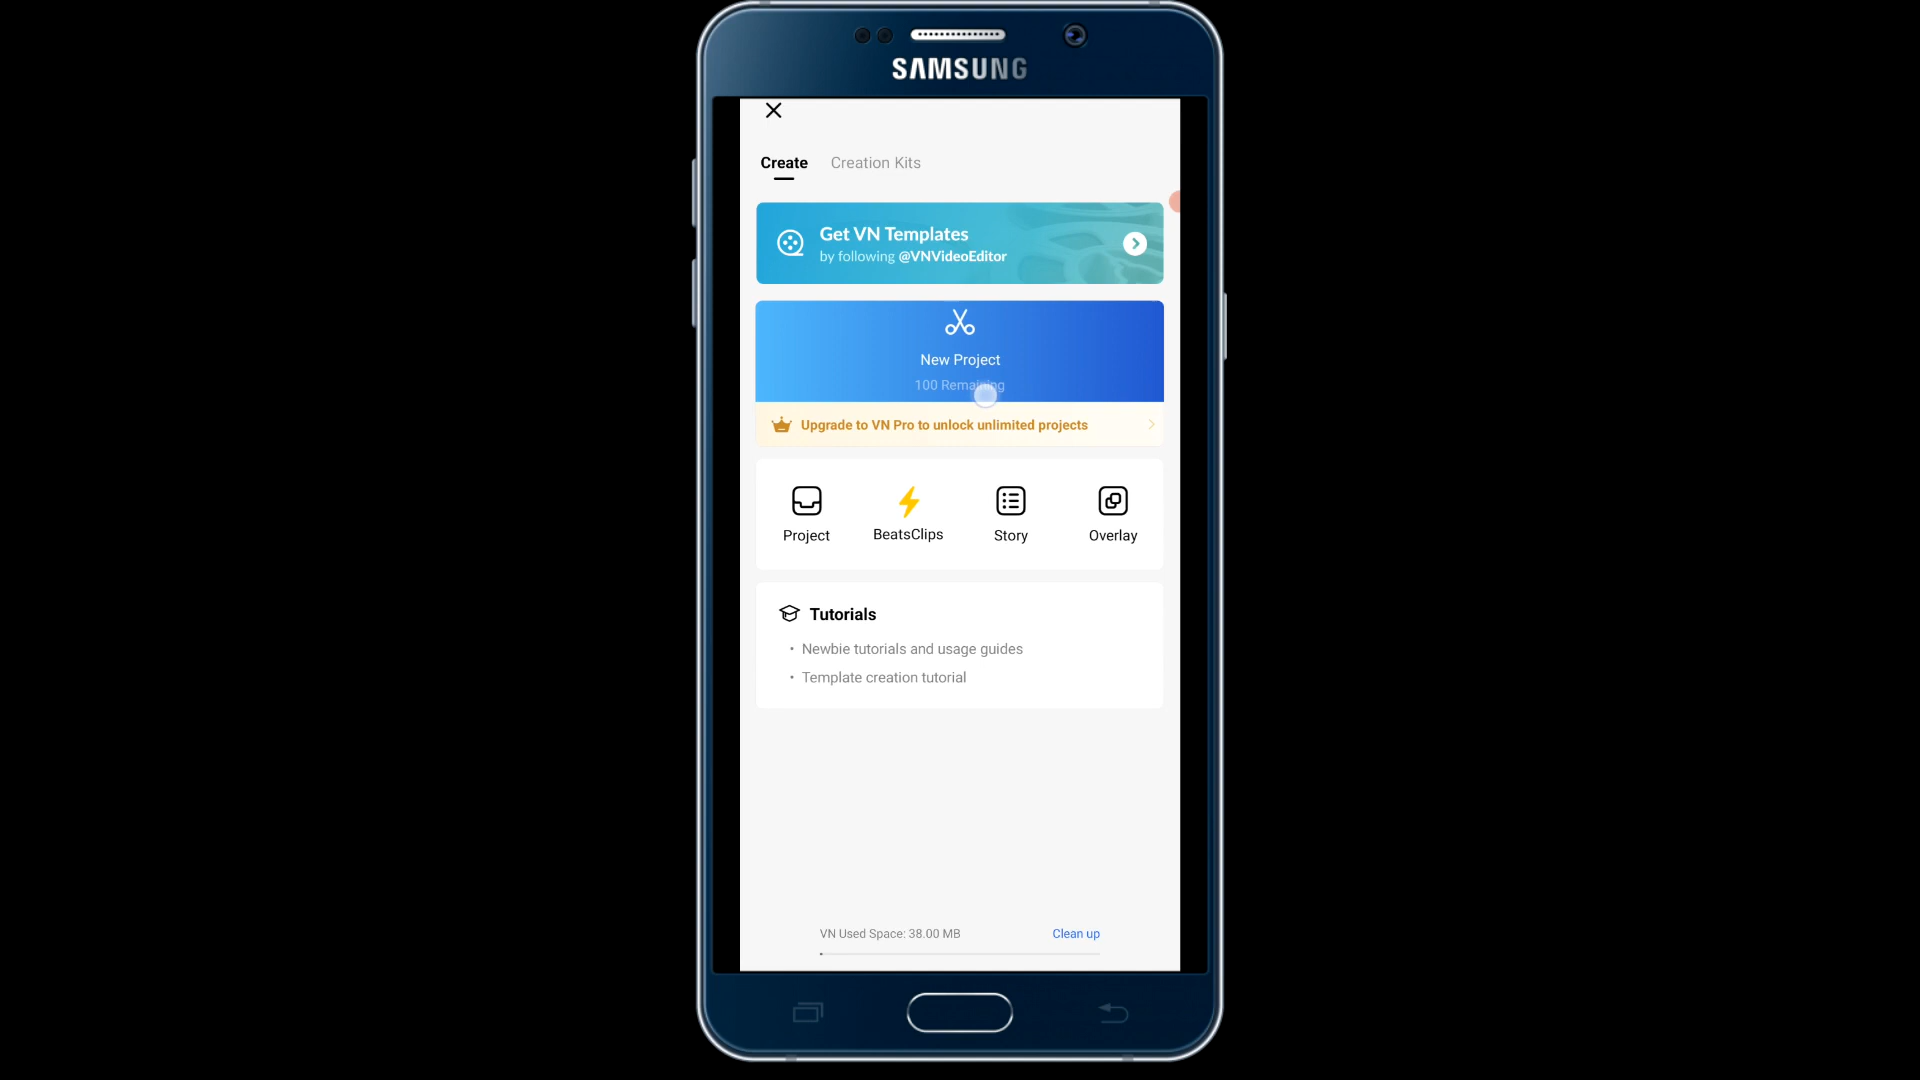 SAMSUNG
Create Creation Kits
Get VN Templates
by following @VNVideoEditor
New Project
100 Remaining
Upgrade to VN Pro to unlock unlimited projects
Project BeatsClips Story Overlay
Tutorials
• Newbie tutorials and usage guides
• Template creation tutorial
VN Used Space: 38.00 MB Clean up